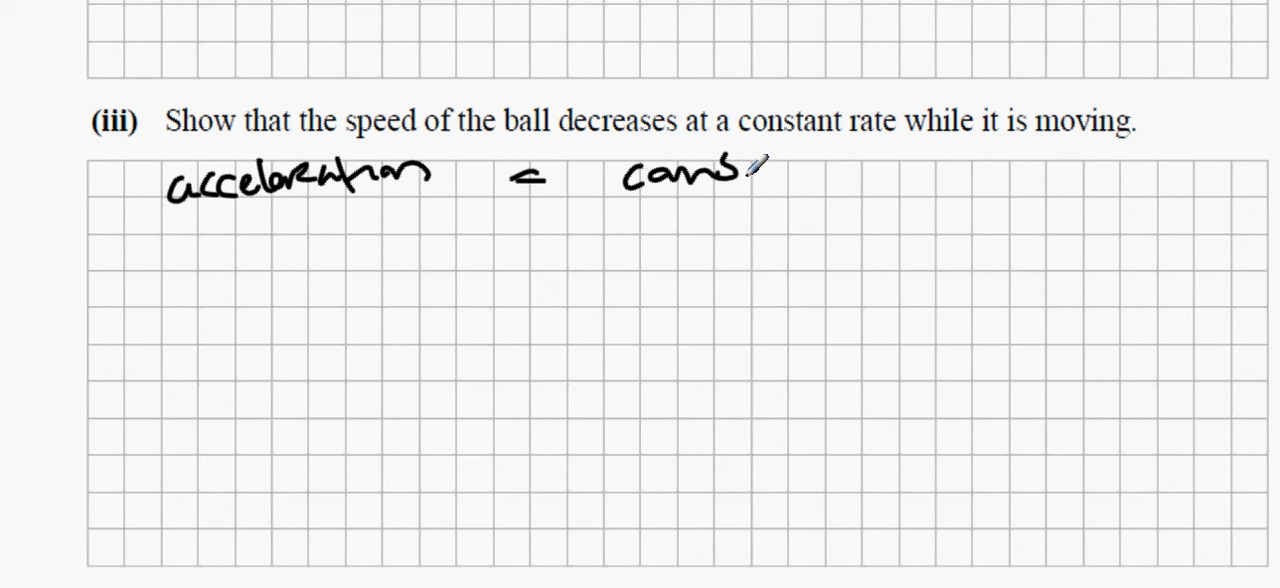 (iii) Show that the speed of the ball decreases at a constant rate while it is moving.
acceleration = cons